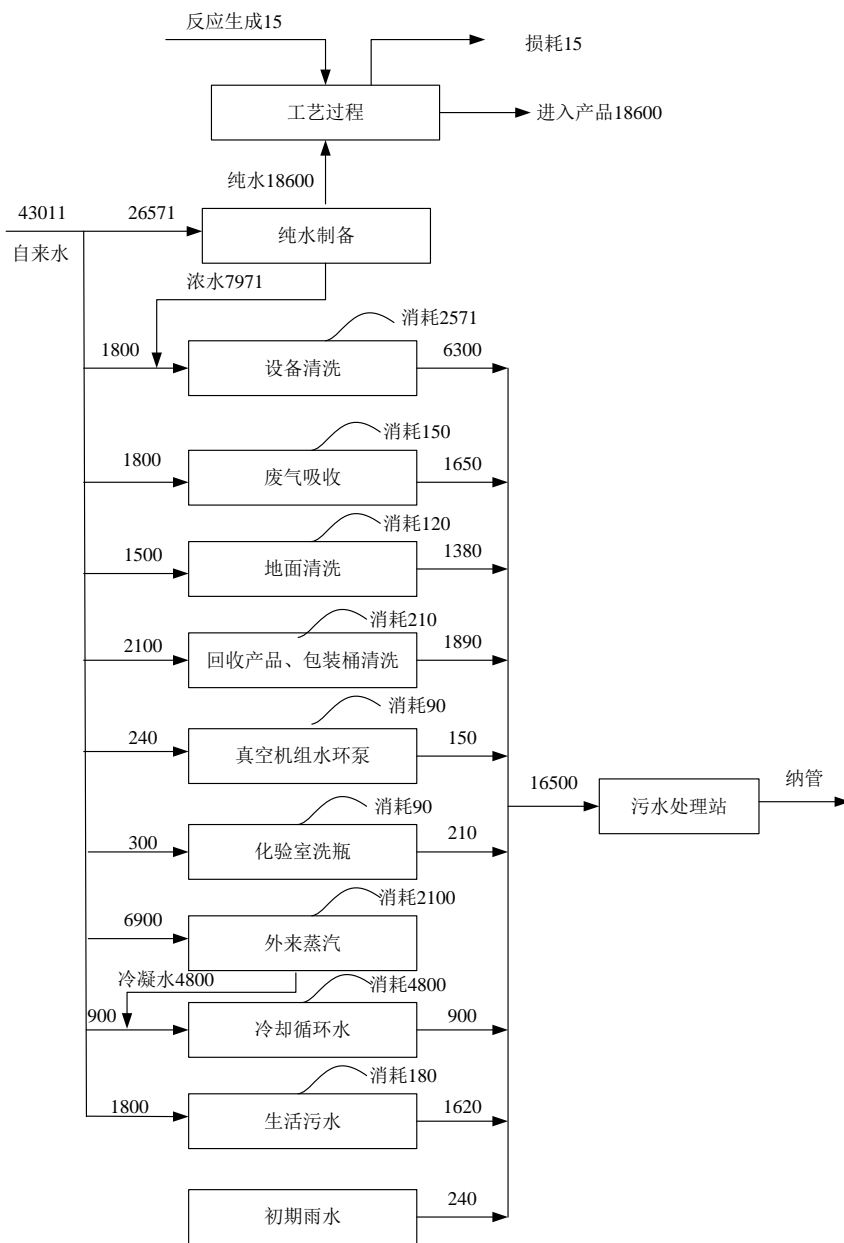 反应生成15
损耗15
工艺过程
进入产品18600
纯水18600
43011
26571
自来水
纯水制备
浓水7971
消耗2571
1800
设备清洗
6300
消耗150
1800
废气吸收
1650
消耗120
1500
地面清洗
1380
消耗210
2100
回收产品、包装桶清洗
1890
消耗90
240
真空机组水环泵
150
16500
污水处理站
纳管
消耗90
300
化验室洗瓶
210
消耗2100
6900
外来蒸汽
冷凝水4800
消耗4800
900
冷却循环水
900
消耗180
1800
生活污水
1620
初期雨水
240